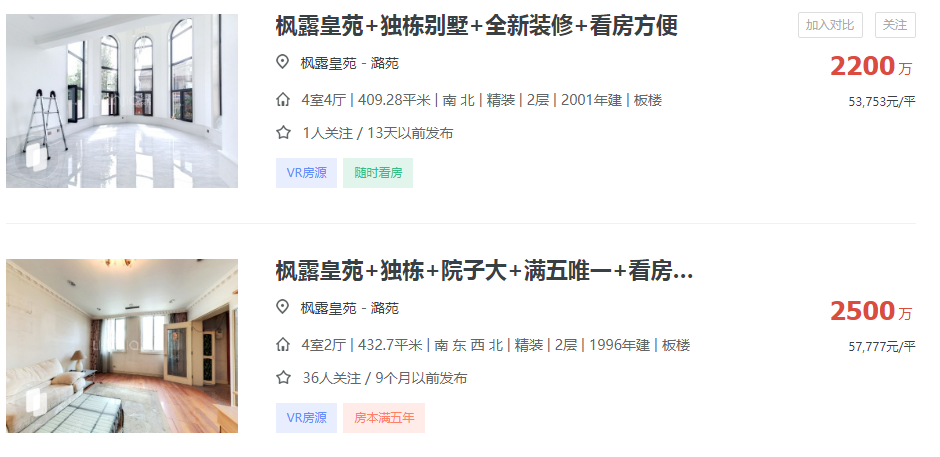 枫露皇苑+独栋别墅+全新装修+看房方便
加入对比
关注
枫露皇苑 - 潞苑
2200万
4室4厅 | 409.28平米 | 南 北 | 精装 | 2层 | 2001年建 | 板楼
53,753元/平
1人关注 / 13天以前发布
VR房源
随时看房
枫露皇苑+独栋+院子大+满五唯一+看房...
枫露皇苑 - 潞苑
2500万
4室2厅 | 432.7平米 | 南 东 西 北 | 精装 | 2层 | 1996年建 | 板楼
57,777元/平
36人关注 / 9个月以前发布
VR房源
房本满五年